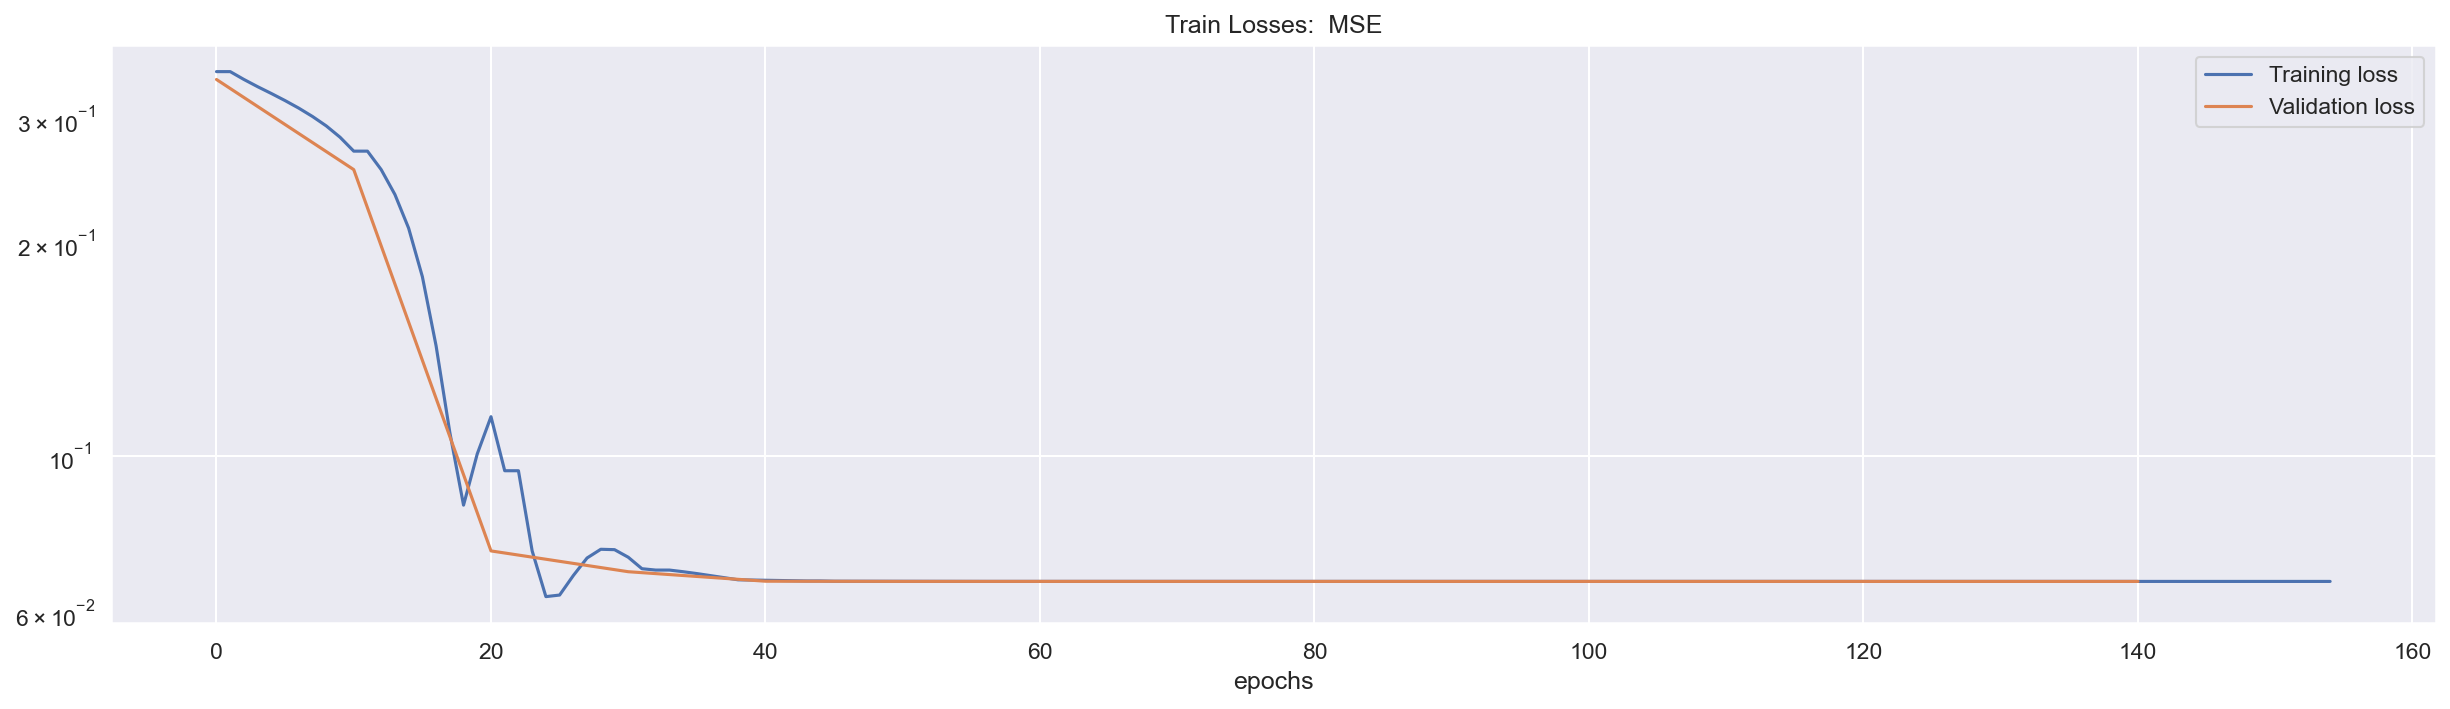 Train Losses:  MSE
Training loss
Validation loss
3 × 10⁻¹
2 × 10⁻¹
10⁻¹
6 × 10⁻²
0 20 40 60 80 100 120 140 160
epochs